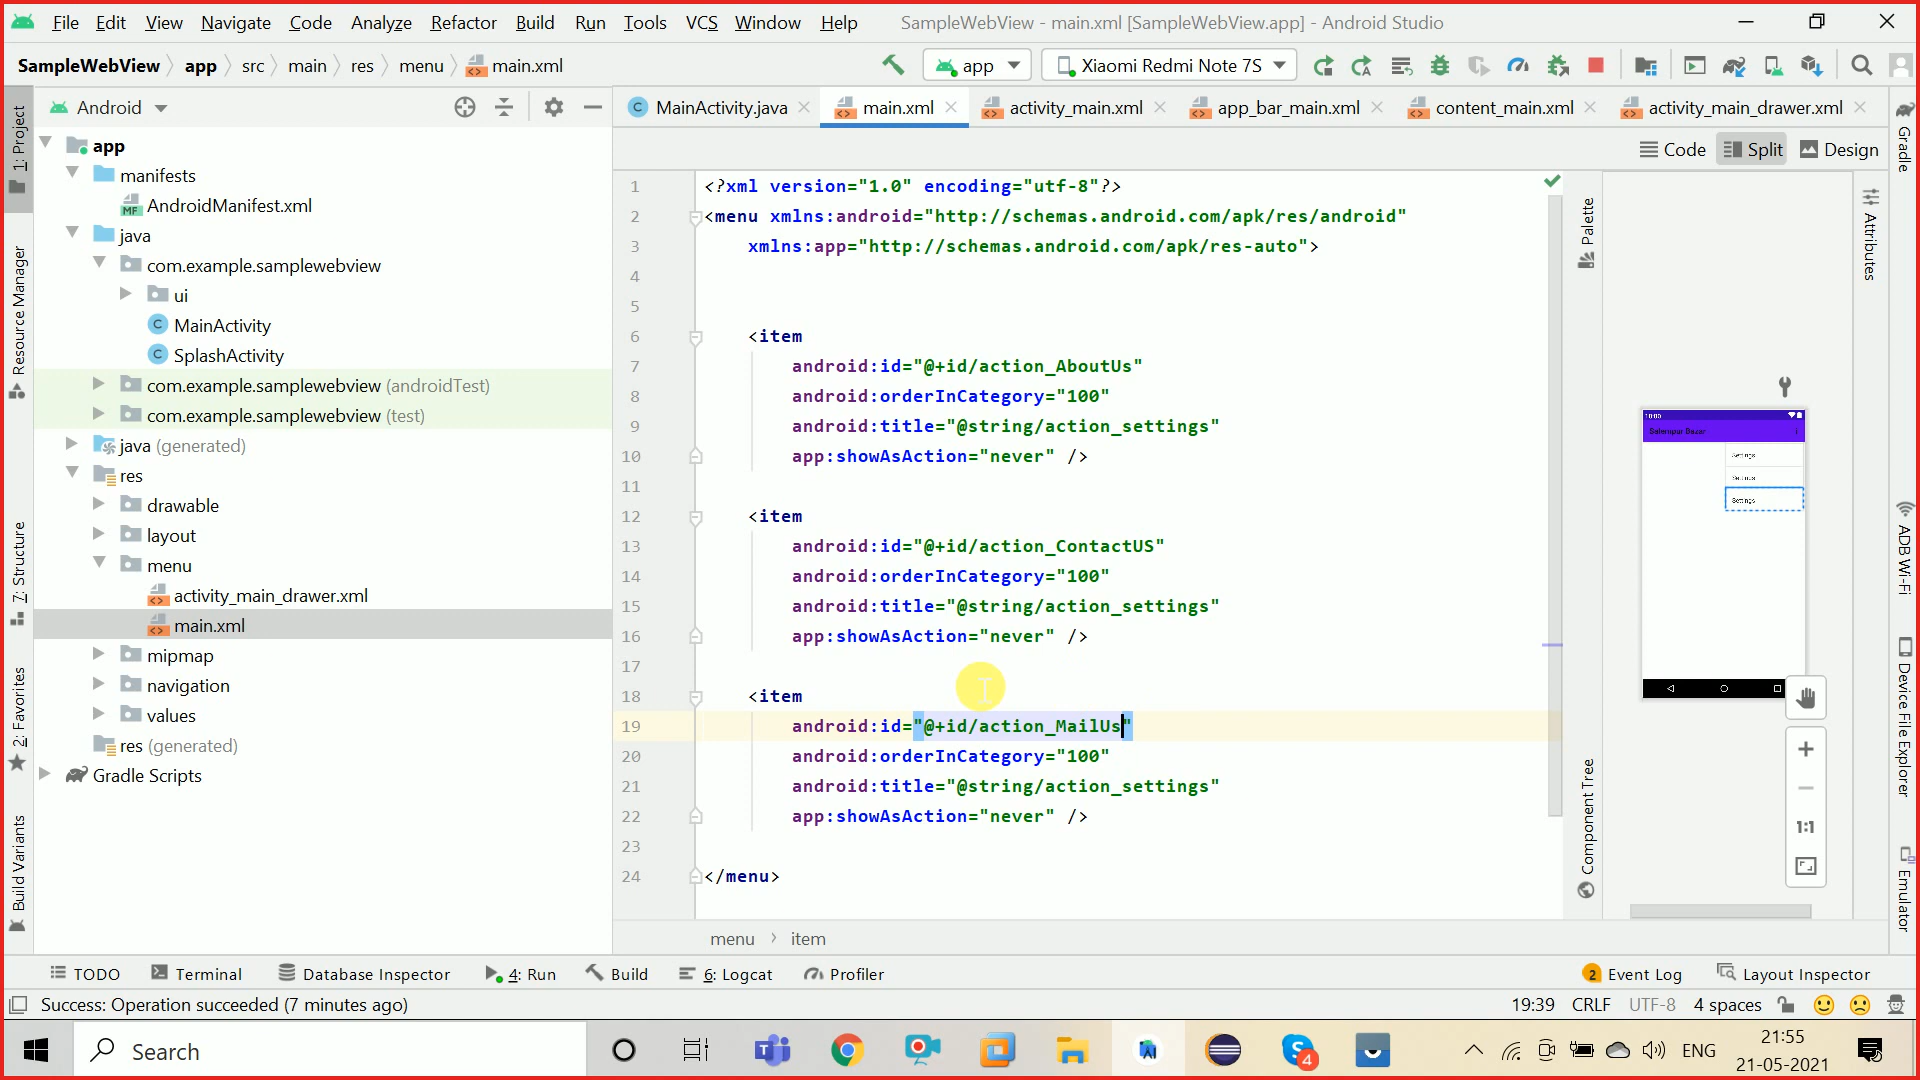 File Edit View Navigate Code Analyze Refactor Build Run Tools VCS Window Help SampleWebView - main.xml [SampleWebView.app] - Android Studio
SampleWebView app src main res menu main.xml app Xiaomi Redmi Note 7S
Android
MainActivity.java main.xml activity_main.xml app_bar_main.xml content_main.xml activity_main_drawer.xml
Code Split Design
1: Project
Resource Manager
7: Structure
2: Favorites
Build Variants
app
manifests
AndroidManifest.xml
java
com.example.samplewebview
ui
MainActivity
SplashActivity
com.example.samplewebview (androidTest)
com.example.samplewebview (test)
java (generated)
res
drawable
layout
menu
activity_main_drawer.xml
main.xml
mipmap
navigation
values
res (generated)
Gradle Scripts
1 <?xml version="1.0" encoding="utf-8"?>
2 <menu xmlns:android="http://schemas.android.com/apk/res/android"
3 xmlns:app="http://schemas.android.com/apk/res-auto">
4
5
6 <item
7 android:id="@+id/action_AboutUs"
8 android:orderInCategory="100"
9 android:title="@string/action_settings"
10 app:showAsAction="never" />
11
12 <item
13 android:id="@+id/action_ContactUS"
14 android:orderInCategory="100"
15 android:title="@string/action_settings"
16 app:showAsAction="never" />
17
18 <item
19 android:id="@+id/action_MailUs"
20 android:orderInCategory="100"
21 android:title="@string/action_settings"
22 app:showAsAction="never" />
23
24 </menu>
menu item
Palette
Component Tree
10:00
Salempur Bazar
Settings
Settings
Settings
1:1
Attributes
Gradle
ADB Wi-Fi
Device File Explorer
Emulator
TODO Terminal Database Inspector 4: Run Build 6: Logcat Profiler 2 Event Log Layout Inspector
Success: Operation succeeded (7 minutes ago) 19:39 CRLF UTF-8 4 spaces
Search 4 ENG 21:55
21-05-2021